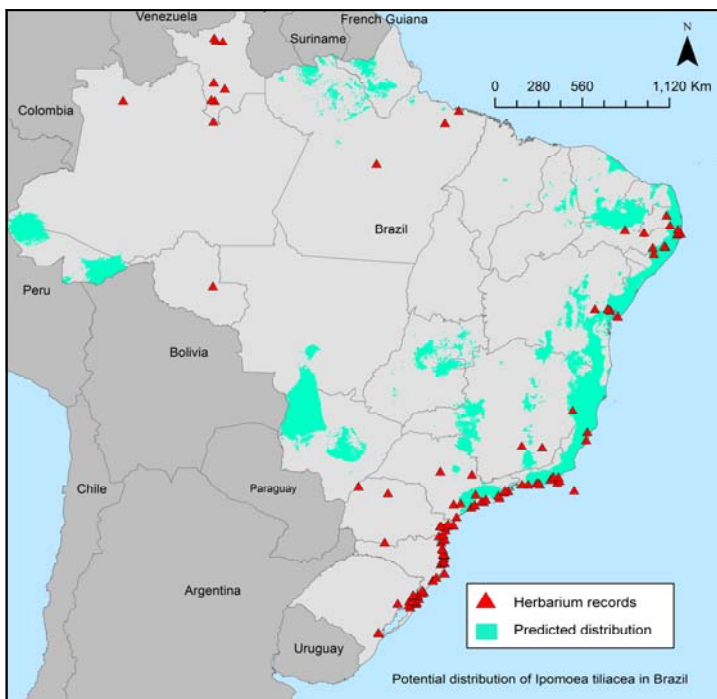 Venezuela
French Guiana
Suriname
N
Colombia
0 280 560 1,120 Km
Brazil
Peru
Bolivia
Chile
Paraguay
Argentina
Herbarium records
Predicted distribution
Uruguay
Potential distribution of Ipomoea tiliacea in Brazil